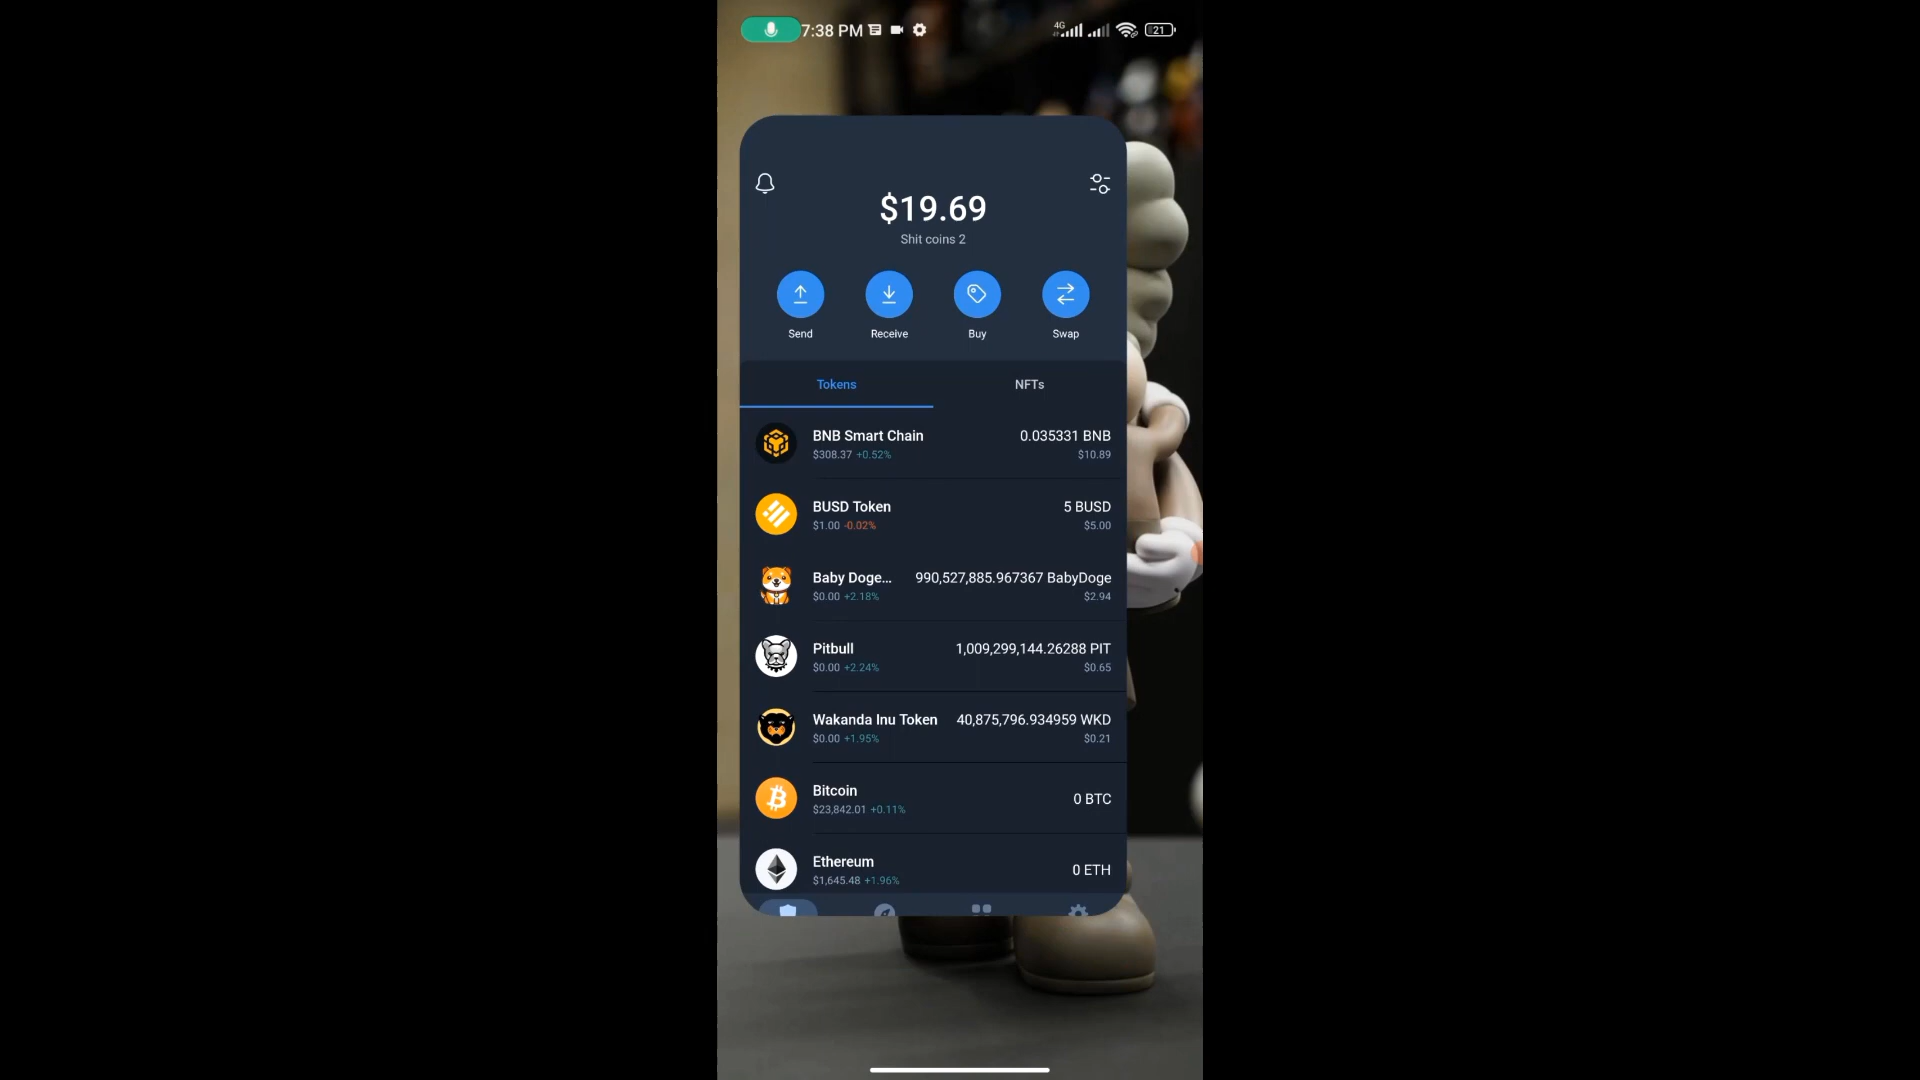 7:38 PM
4G
21
$19.69
Shit coins 2
Send
Receive
Buy
Swap
Tokens
NFTs
BNB Smart Chain
0.035331 BNB
$308.37 +0.52%
$10.89
BUSD Token
5 BUSD
$1.00 -0.02%
$5.00
Baby Doge...
990,527,885.967367 BabyDoge
$0.00 +2.18%
$2.94
Pitbull
1,009,299,144.26288 PIT
$0.00 +2.24%
$0.65
Wakanda Inu Token
40,875,796.934959 WKD
$0.00 +1.95%
$0.21
Bitcoin
0 BTC
$23,842.01 +0.11%
Ethereum
0 ETH
$1,645.48 +1.96%